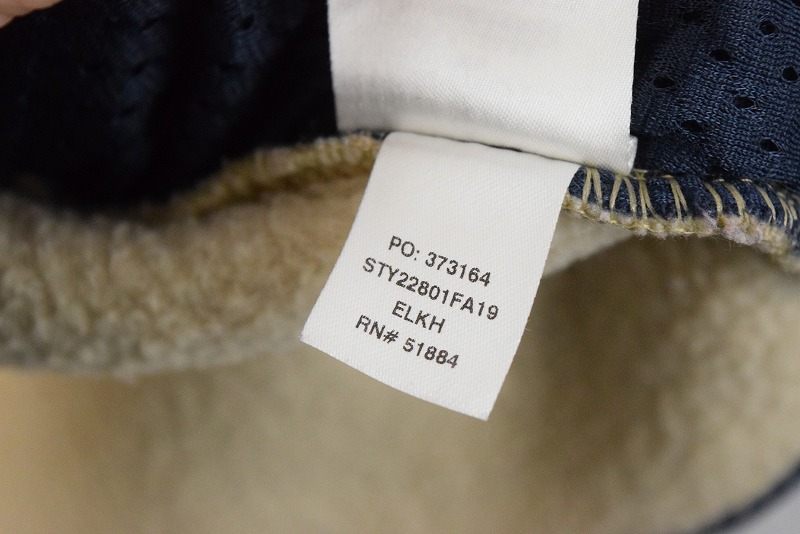 PO: 373164
STY22801FA19
ELKH
RN# 51884